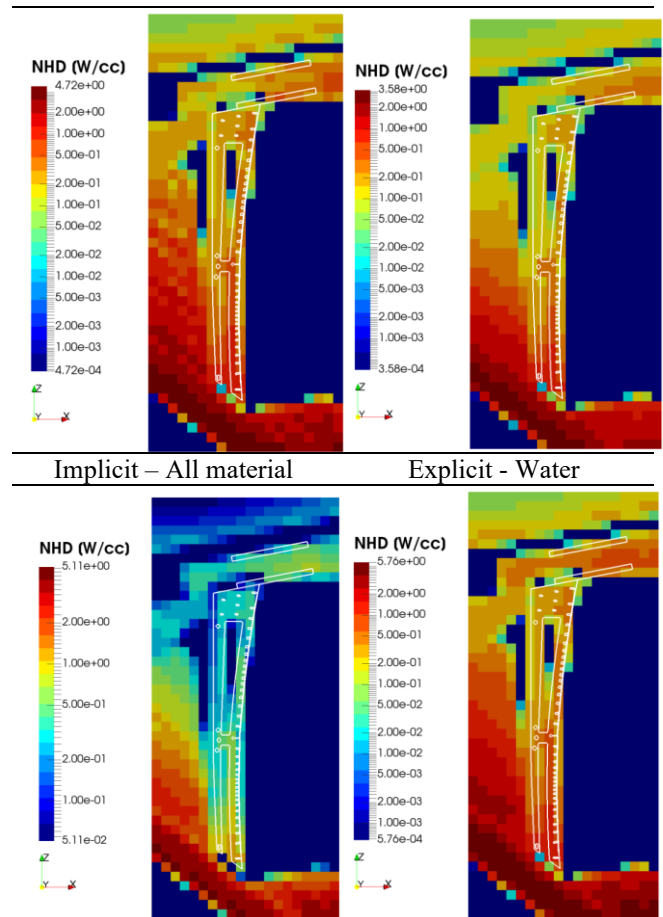 NHD (W/cc)
4.72e+00
2.00e+00
1.00e+00
5.00e-01
2.00e-01
1.00e-01
5.00e-02
2.00e-02
1.00e-02
5.00e-03
2.00e-03
1.00e-03
4.72e-04
Z
Y
X
NHD (W/cc)
3.58e+00
2.00e+00
1.00e+00
5.00e-01
2.00e-01
1.00e-01
5.00e-02
2.00e-02
1.00e-02
5.00e-03
2.00e-03
1.00e-03
3.58e-04
Z
Y
X
Implicit – All material
Explicit - Water
NHD (W/cc)
5.11e+00
2.00e+00
1.00e+00
5.00e-01
2.00e-01
1.00e-01
5.11e-02
Z
Y
X
NHD (W/cc)
5.76e+00
2.00e+00
1.00e+00
5.00e-01
2.00e-01
1.00e-01
5.00e-02
2.00e-02
1.00e-02
5.00e-03
2.00e-03
1.00e-03
5.76e-04
Z
Y
X